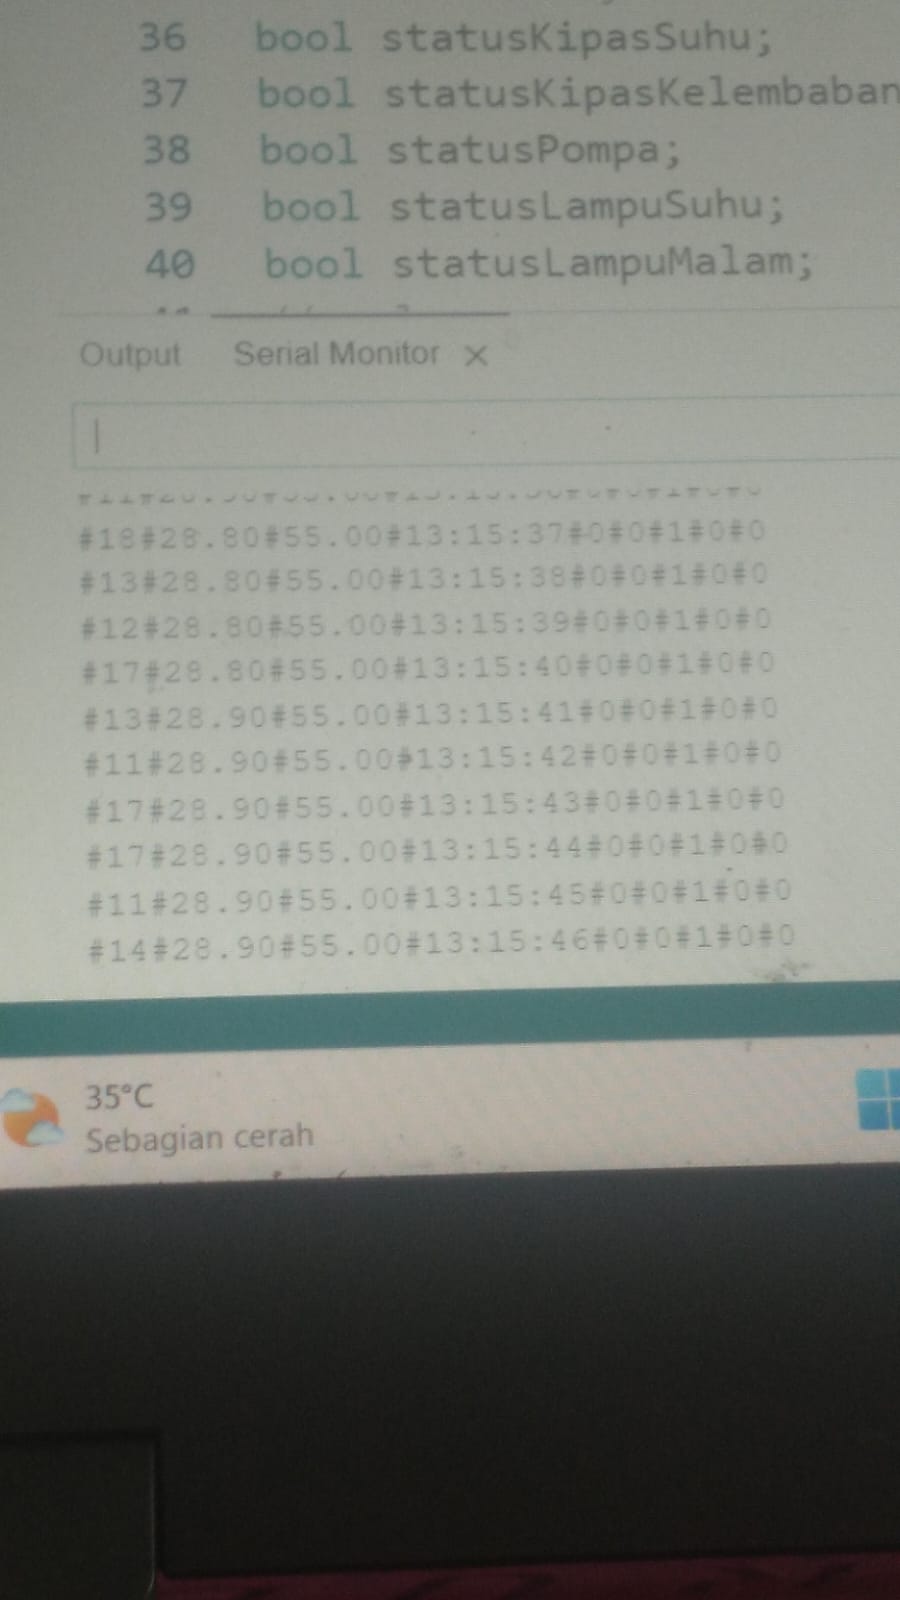 36 bool statusKipasSuhu;
37 bool statusKipasKelembaban
38 bool statusPompa;
39 bool statusLampuSuhu;
40 bool statusLampuMalam;
Output Serial Monitor ×
#18#28.80#55.00#13:15:37#0#0#1#0#0
#13#28.80#55.00#13:15:38#0#0#1#0#0
#12#28.80#55.00#13:15:39#0#0#1#0#0
#17#28.80#55.00#13:15:40#0#0#1#0#0
#13#28.90#55.00#13:15:41#0#0#1#0#0
#11#28.90#55.00#13:15:42#0#0#1#0#0
#17#28.90#55.00#13:15:43#0#0#1#0#0
#17#28.90#55.00#13:15:44#0#0#1#0#0
#11#28.90#55.00#13:15:45#0#0#1#0#0
#14#28.90#55.00#13:15:46#0#0#1#0#0
35°C
Sebagian cerah